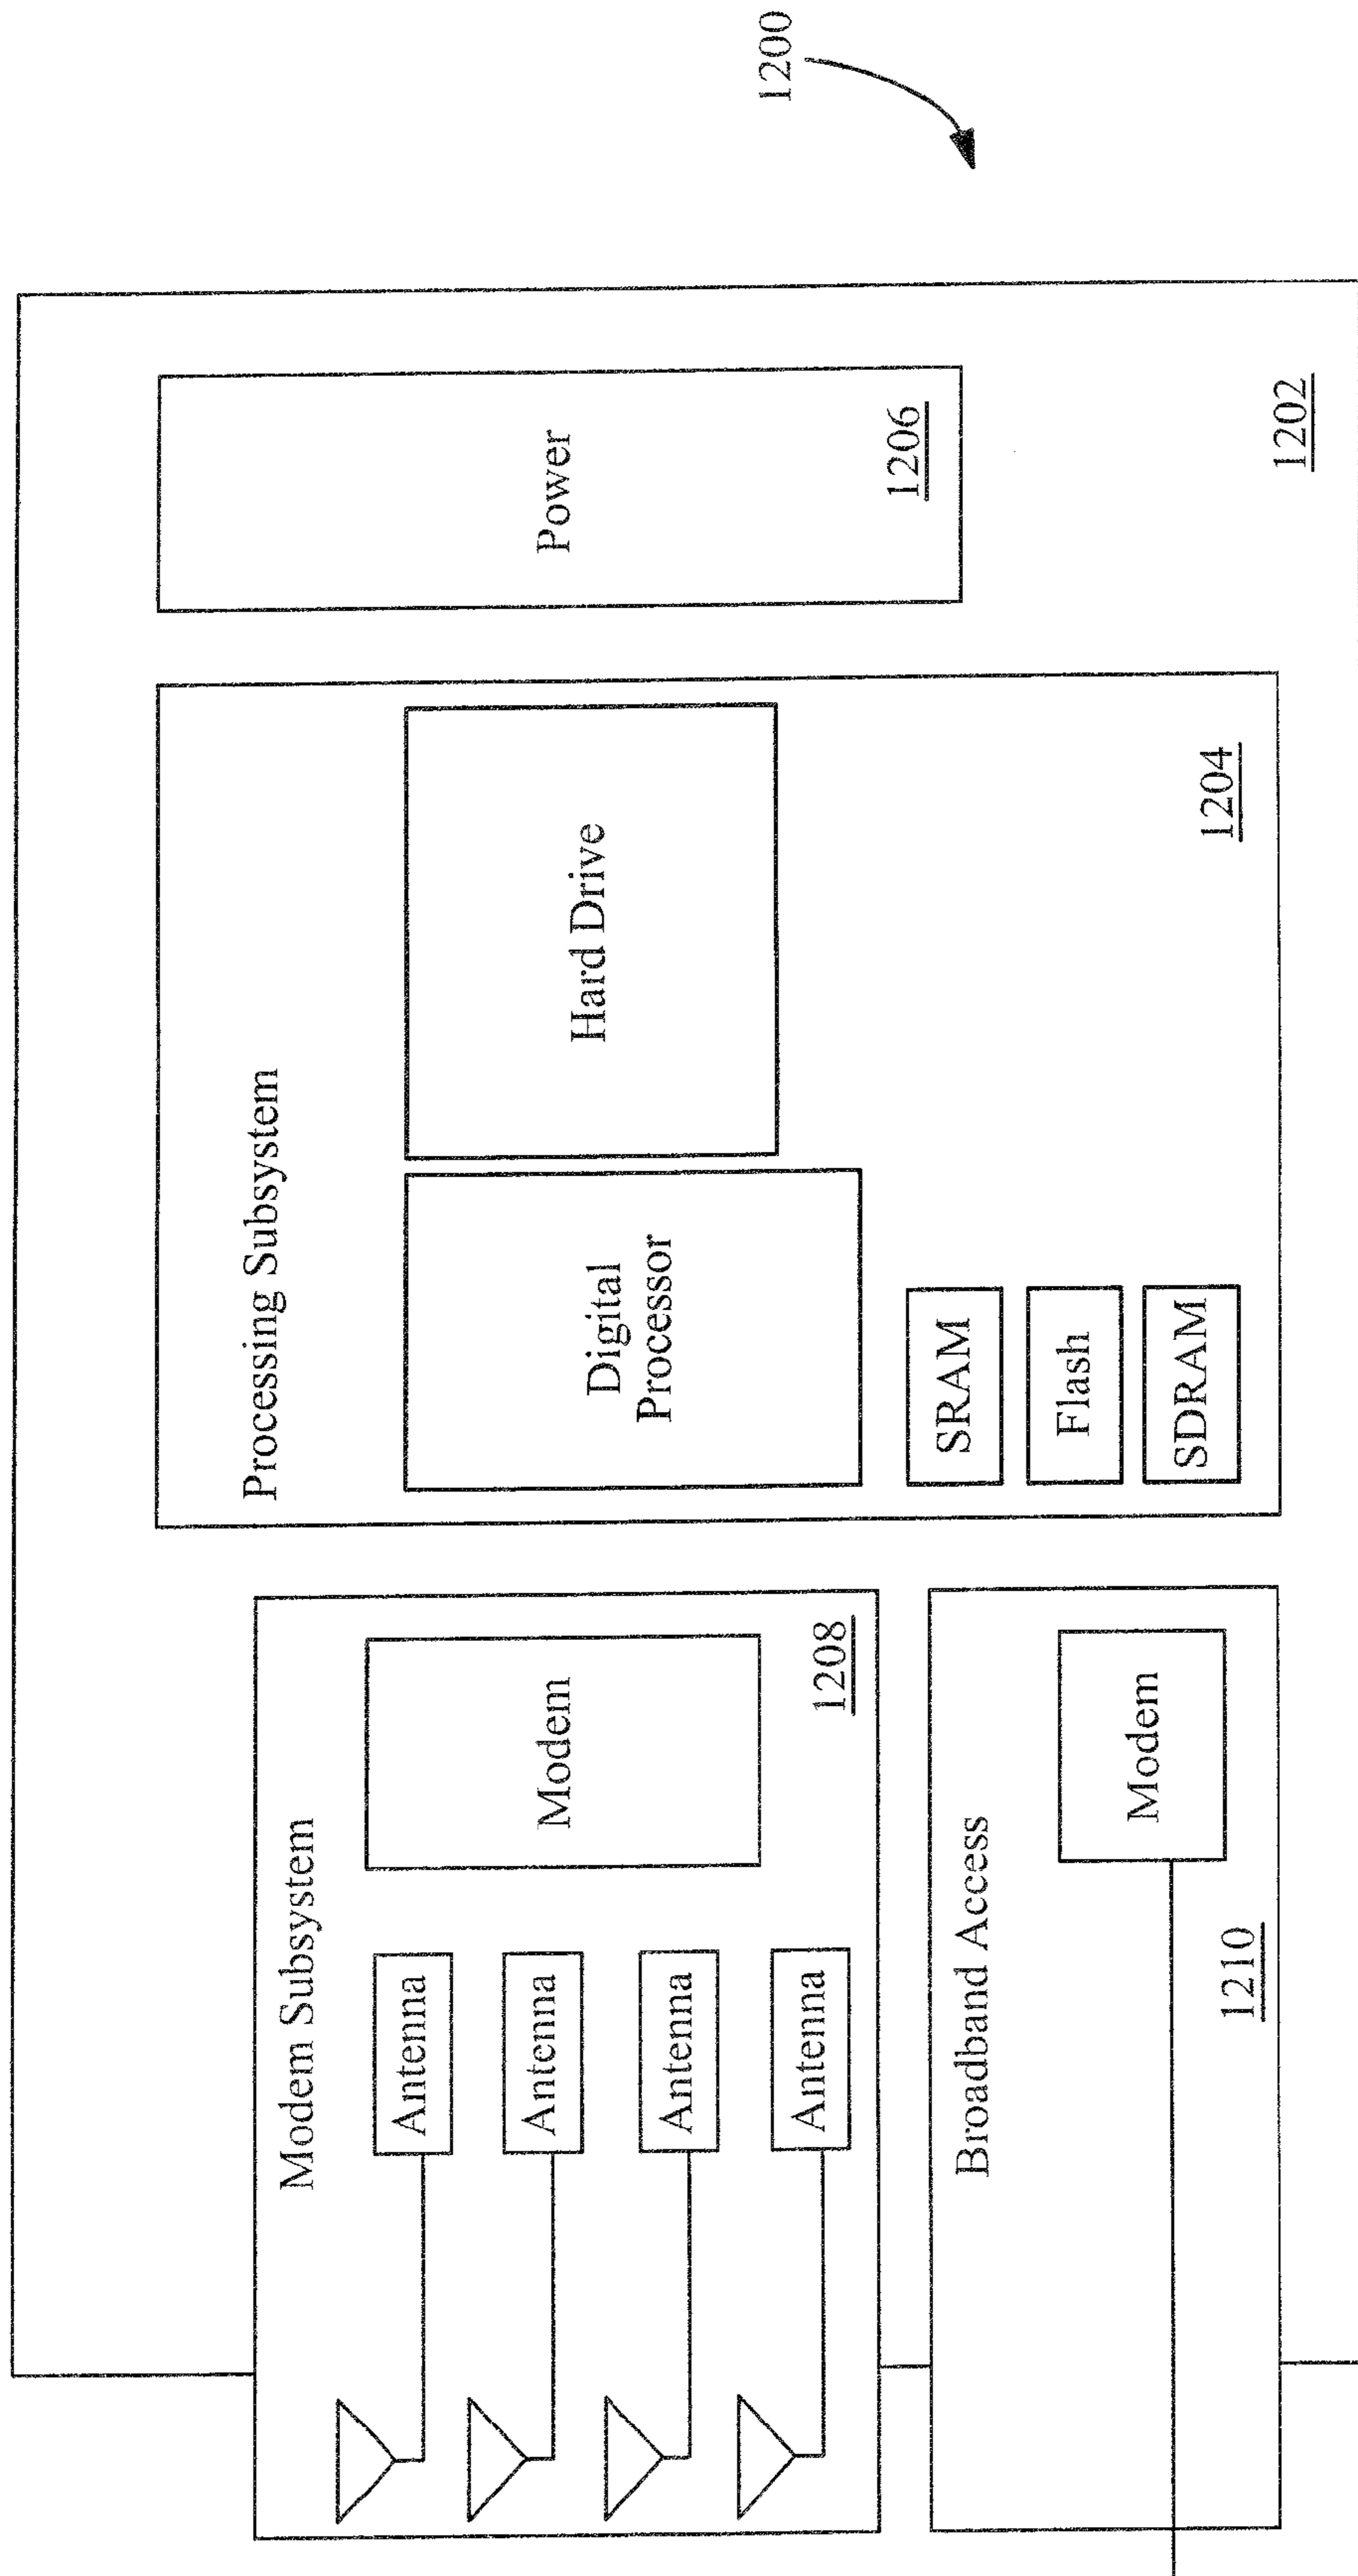 1200
Modem Subsystem
Antenna
Antenna
Antenna
Antenna
Modem
1208
Broadband Access
Modem
1210
Processing Subsystem
Digital
Processor
Hard Drive
SRAM
Flash
SDRAM
1204
Power
1206
1202